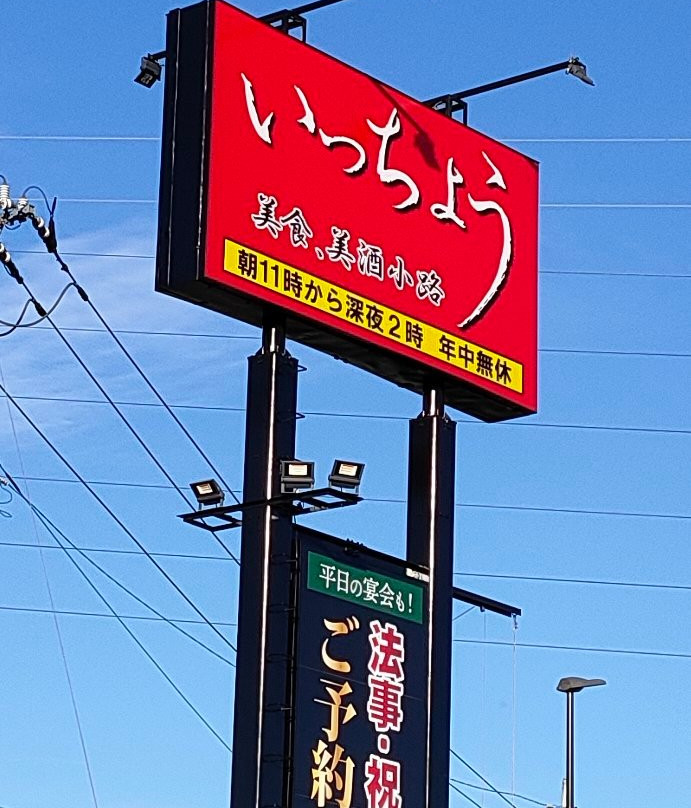 いっちょう
美食、美酒小路
朝11時から深夜2時 年中無休
平日の宴会も!
法事・祝
ご予約